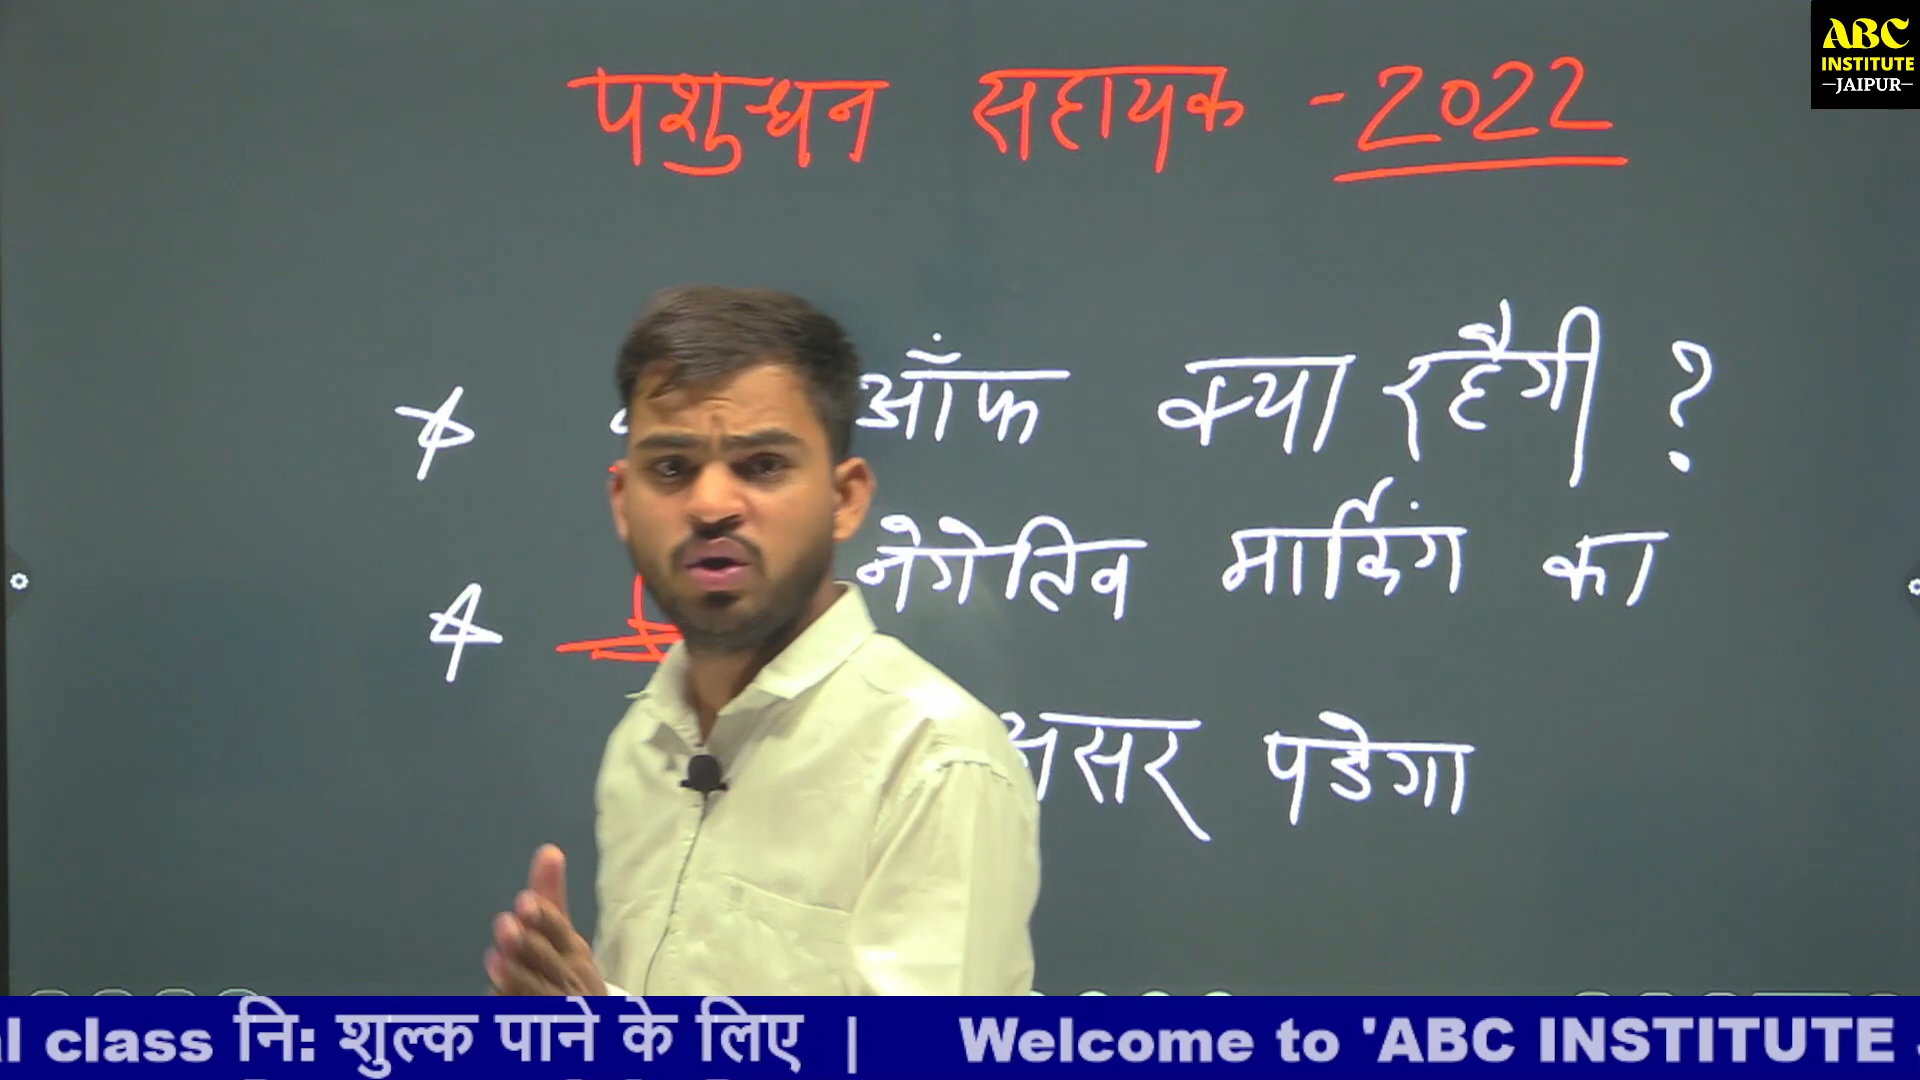 ABC
INSTITUTE
-JAIPUR-
पशुधन सहायक -2022
ऑफ क्या रहैगी ?
नेगेतिव मार्किंग का
असर पडेगा
class नि: शुल्क पाने के लिए | Welcome to 'ABC INSTITUTE